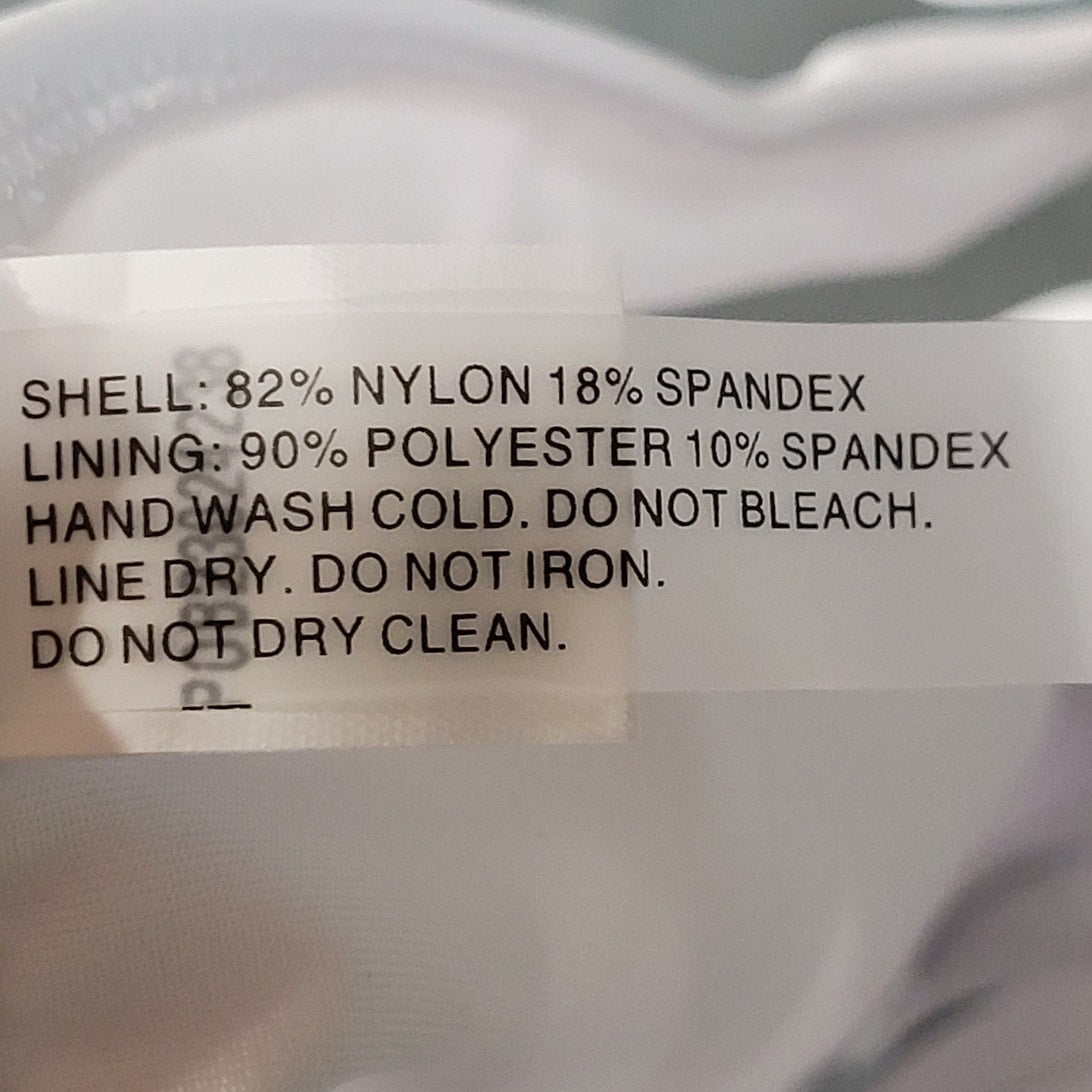 SHELL: 82% NYLON 18% SPANDEX
LINING: 90% POLYESTER 10% SPANDEX
HAND WASH COLD. DO NOT BLEACH.
LINE DRY. DO NOT IRON.
DO NOT DRY CLEAN.